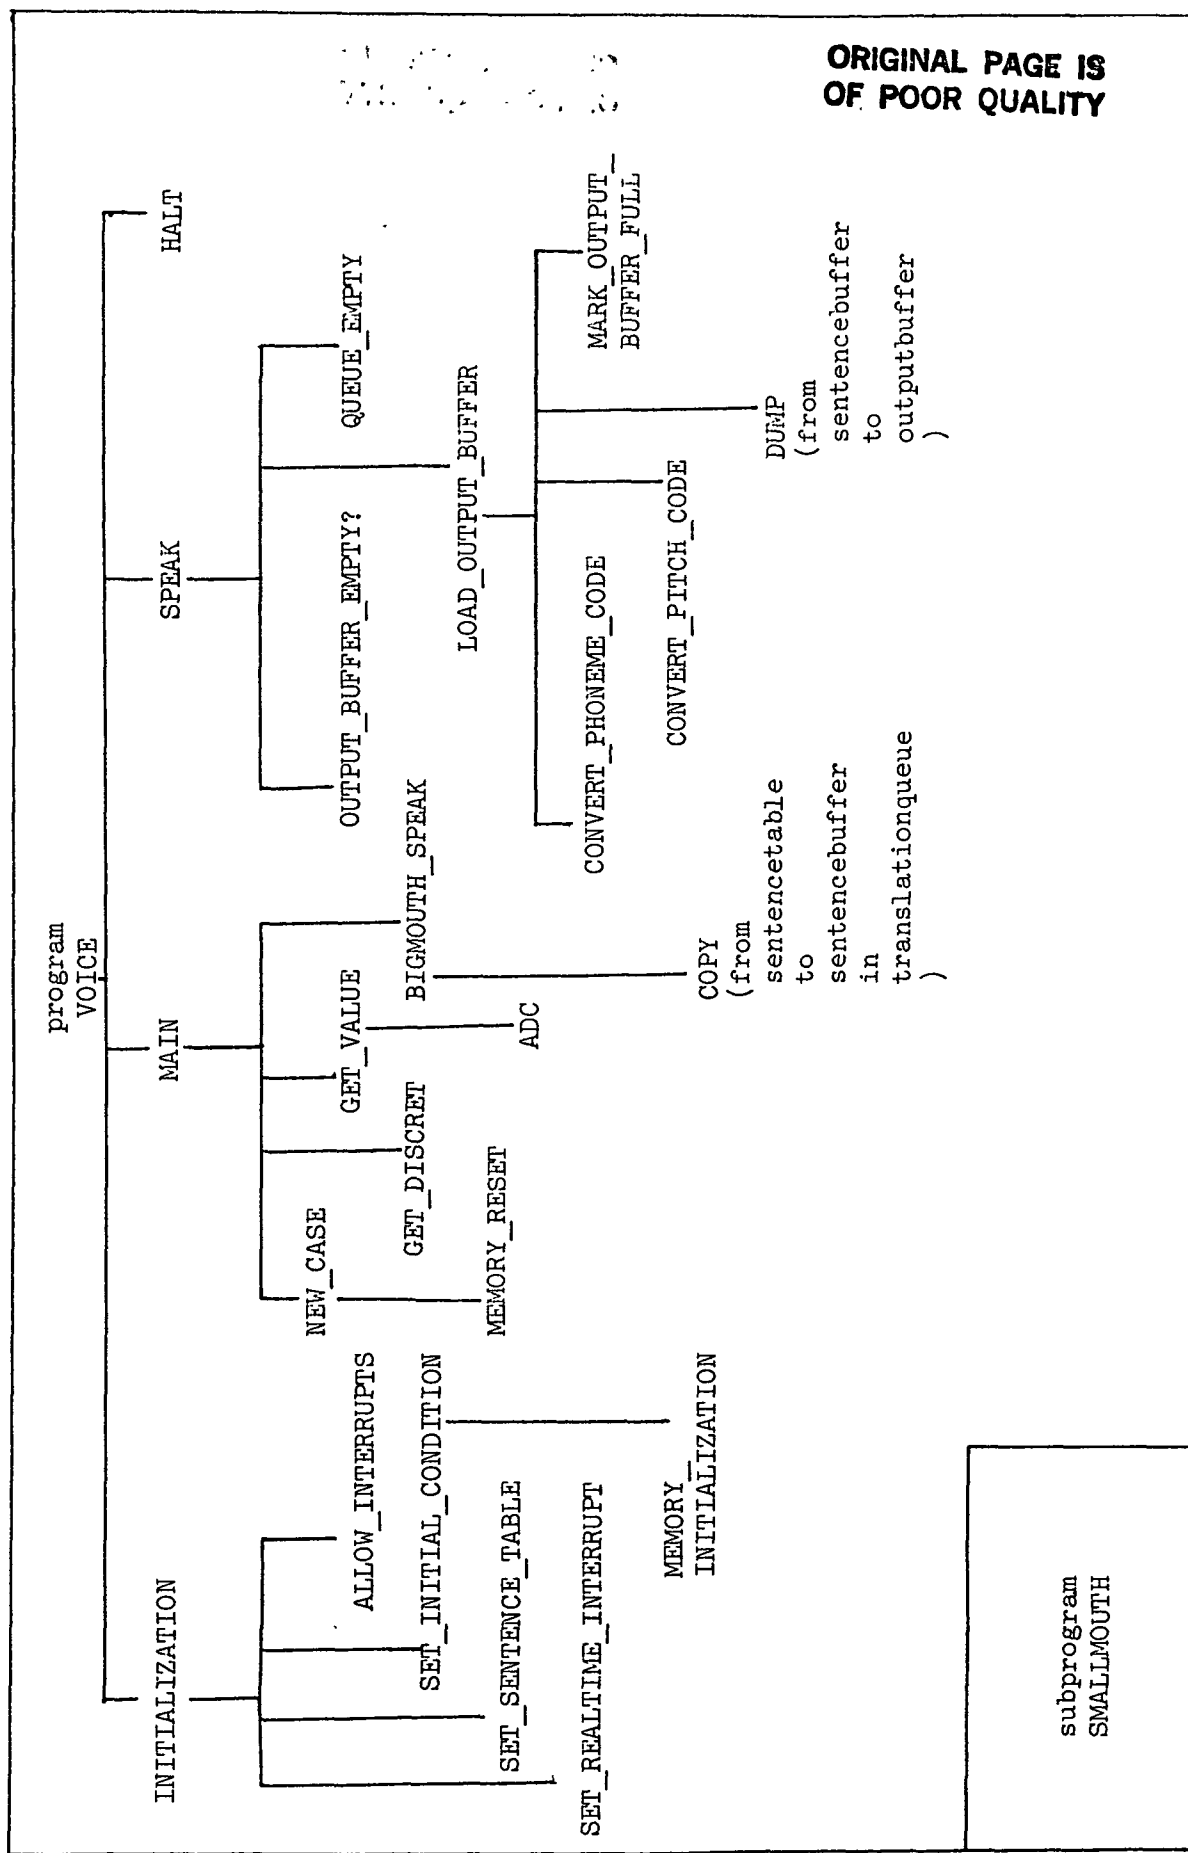 ORIGINAL PAGE IS
OF POOR QUALITY
program
VOICE
INITIALIZATION
MAIN
SPEAK
HALT
ALLOW_INTERRUPTS
SET_INITIAL_CONDITION
SET_SENTENCE_TABLE
SET_REALTIME_INTERRUPT
MEMORY_
INITIALIZATION
NEW_CASE
MEMORY_RESET
GET_DISCRET
GET_VALUE
ADC
BIGMOUTH_SPEAK
COPY
(from
sentencetable
to
sentencebuffer
in
translationqueue
)
OUTPUT_BUFFER_EMPTY?
LOAD_OUTPUT_BUFFER
QUEUE_EMPTY
CONVERT_PHONEME_CODE
CONVERT_PITCH_CODE
DUMP
(from
sentencebuffer
to
outputbuffer
)
MARK_OUTPUT_
BUFFER_FULL
subprogram
SMALLMOUTH